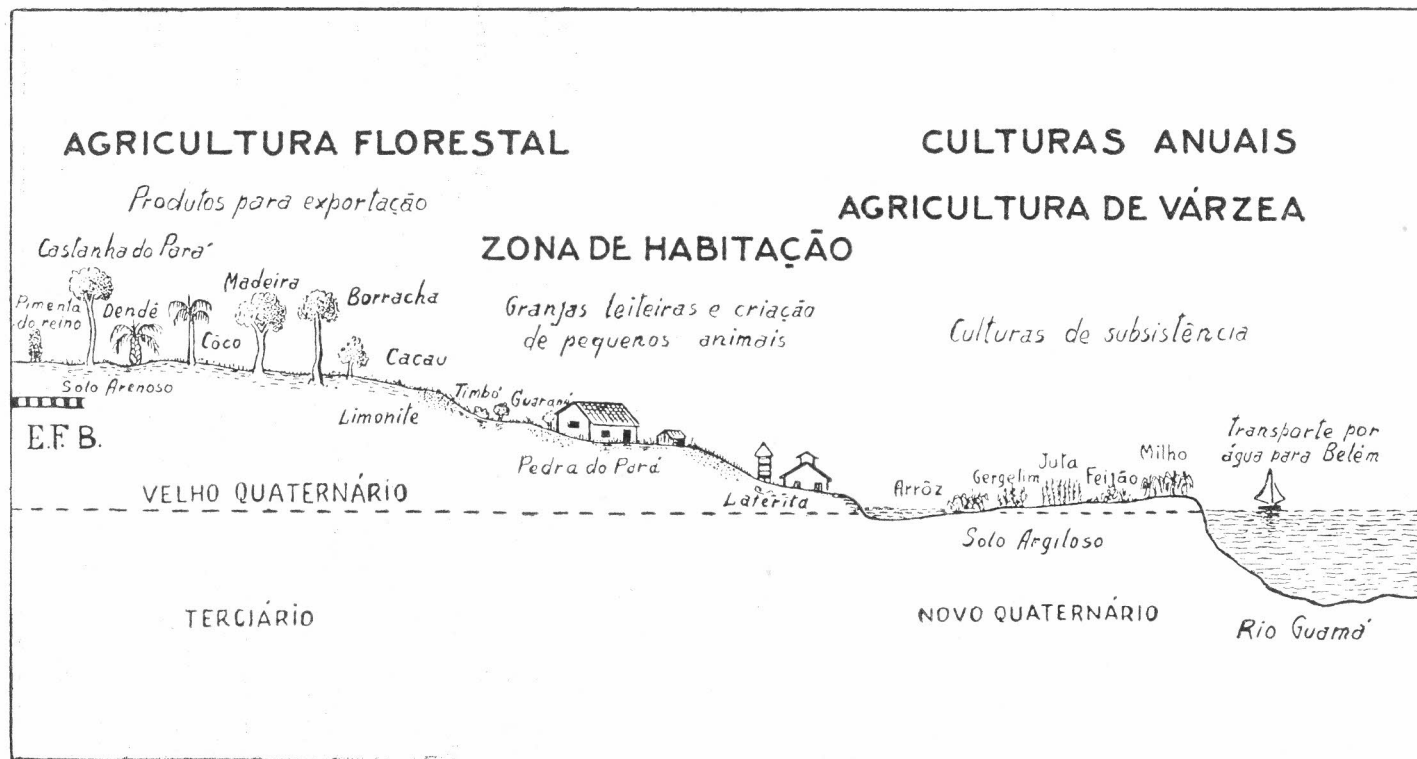 AGRICULTURA FLORESTAL
Produtos para exportação
Castanha do Pará
Pimenta
do reino
Dendê
Côco
Madeira
Borracha
Cacau
Solo Arenoso
E.F.B.
Limonite
VELHO QUATERNÁRIO
TERCIÁRIO
ZONA DE HABITAÇÃO
Granjas leiteiras e criação
de pequenos animais
Timbó
Guaraná
Pedra do Pará
Laterita
CULTURAS ANUAIS
AGRICULTURA DE VÁRZEA
Culturas de subsistência
Arrôz
Gergelim
Juta
Feijão
Milho
Solo Argiloso
NOVO QUATERNÁRIO
Transporte por
água para Belém
Rio Guamá